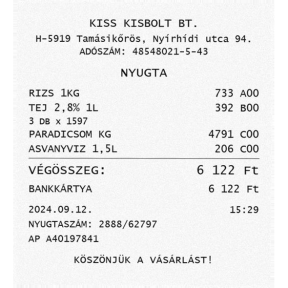 KISS KISBOLT BT.
H-5919 Tamásikőrös, Nyírhídi utca 94.
ADÓSZÁM: 48548021-5-43
NYUGTA
RIZS 1KG 733 A00
TEJ 2,8% 1L 392 B00
3 DB x 1597
PARADICSOM KG 4791 C00
ASVANYVIZ 1,5L 206 C00
VÉGÖSSZEG: 6 122 Ft
BANKKÁRTYA 6 122 Ft
2024.09.12. 15:29
NYUGTASZÁM: 2888/62797
AP A40197841
KÖSZÖNJÜK A VÁSÁRLÁST!